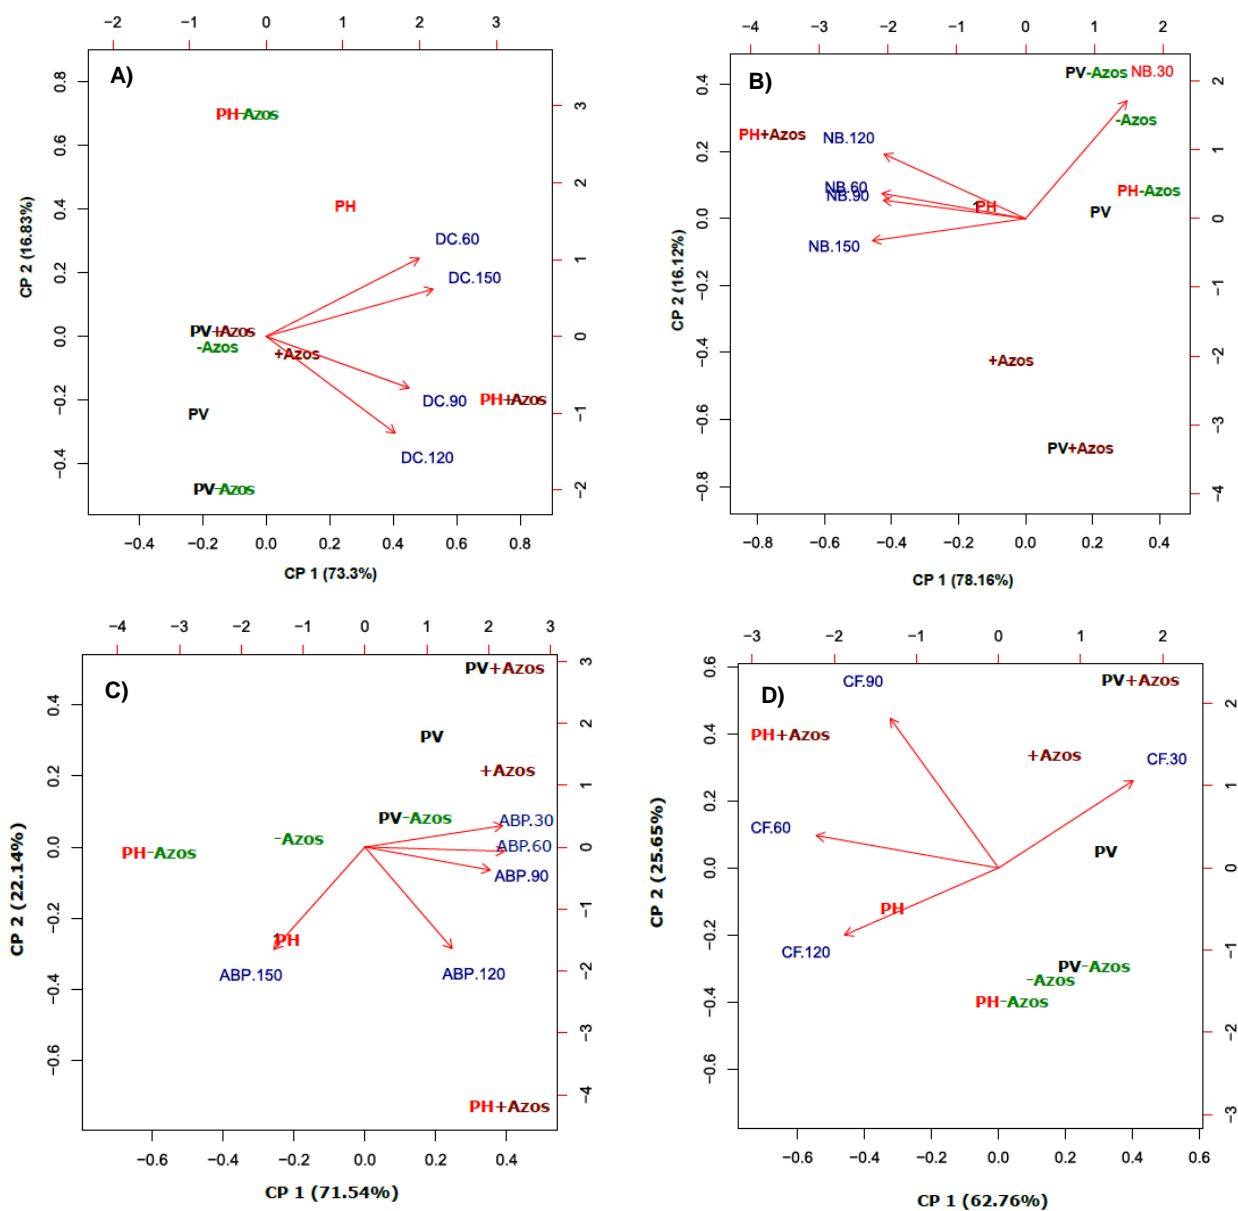 −2 −1 0 1 2 3
A)
0.8
0.6
0.4
0.2
0.0
−0.2
−0.4
3
2
1
0
−1
−2
PH-Azos
PH
DC.60
DC.150
PV+Azos
-Azos
+Azos
DC.90
PH+Azos
PV
DC.120
PV-Azos
−0.4 −0.2 0.0 0.2 0.4 0.6 0.8
CP 1 (73.3%)
CP 2 (16.83%)
−4 −3 −2 −1 0 1 2
B)
0.4
0.2
0.0
−0.2
−0.4
−0.6
−0.8
2
1
0
−1
−2
−3
−4
PV-Azos NB.30
-Azos
PH+Azos
NB.120
NB.60
NB.90
PH-Azos
PH
PV
NB.150
+Azos
PV+Azos
−0.8 −0.6 −0.4 −0.2 0.0 0.2 0.4
CP 1 (78.16%)
CP 2 (16.12%)
−4 −3 −2 −1 0 1 2 3
C)
0.4
0.2
0.0
−0.2
−0.4
−0.6
3
2
1
0
−1
−2
−3
−4
PV+Azos
PV
+Azos
PV-Azos
ABP.30
-Azos
ABP.60
PH-Azos
ABP.90
PH
ABP.150
ABP.120
PH+Azos
−0.6 −0.4 −0.2 0.0 0.2 0.4
CP 1 (71.54%)
CP 2 (22.14%)
−3 −2 −1 0 1 2
D)
0.6
0.4
0.2
0.0
−0.2
−0.4
−0.6
2
1
0
−1
−2
−3
CF.90
PV+Azos
PH+Azos
+Azos
CF.30
CF.60
PV
PH
CF.120
PV-Azos
-Azos
PH-Azos
−0.6 −0.4 −0.2 0.0 0.2 0.4 0.6
CP 1 (62.76%)
CP 2 (25.65%)